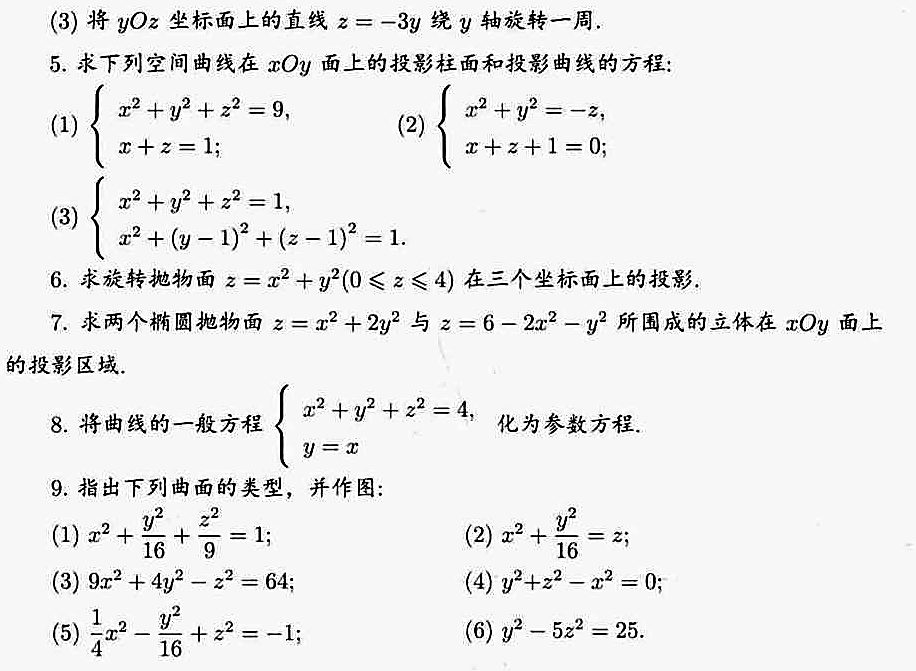 (3) 将 yOz 坐标面上的直线 z = −3y 绕 y 轴旋转一周.
5. 求下列空间曲线在 xOy 面上的投影柱面和投影曲线的方程:
(1) { x² + y² + z² = 9, x + z = 1; (2) { x² + y² = −z, x + z + 1 = 0;
(3) { x² + y² + z² = 1, x² + (y − 1)² + (z − 1)² = 1.
6. 求旋转抛物面 z = x² + y²(0 ⩽ z ⩽ 4) 在三个坐标面上的投影.
7. 求两个椭圆抛物面 z = x² + 2y² 与 z = 6 − 2x² − y² 所围成的立体在 xOy 面上
的投影区域.
8. 将曲线的一般方程 { x² + y² + z² = 4, y = x 化为参数方程.
9. 指出下列曲面的类型，并作图:
(1) x² + y²/16 + z²/9 = 1; (2) x² + y²/16 = z;
(3) 9x² + 4y² − z² = 64; (4) y²+z² − x² = 0;
(5) 1/4 x² − y²/16 + z² = −1; (6) y² − 5z² = 25.